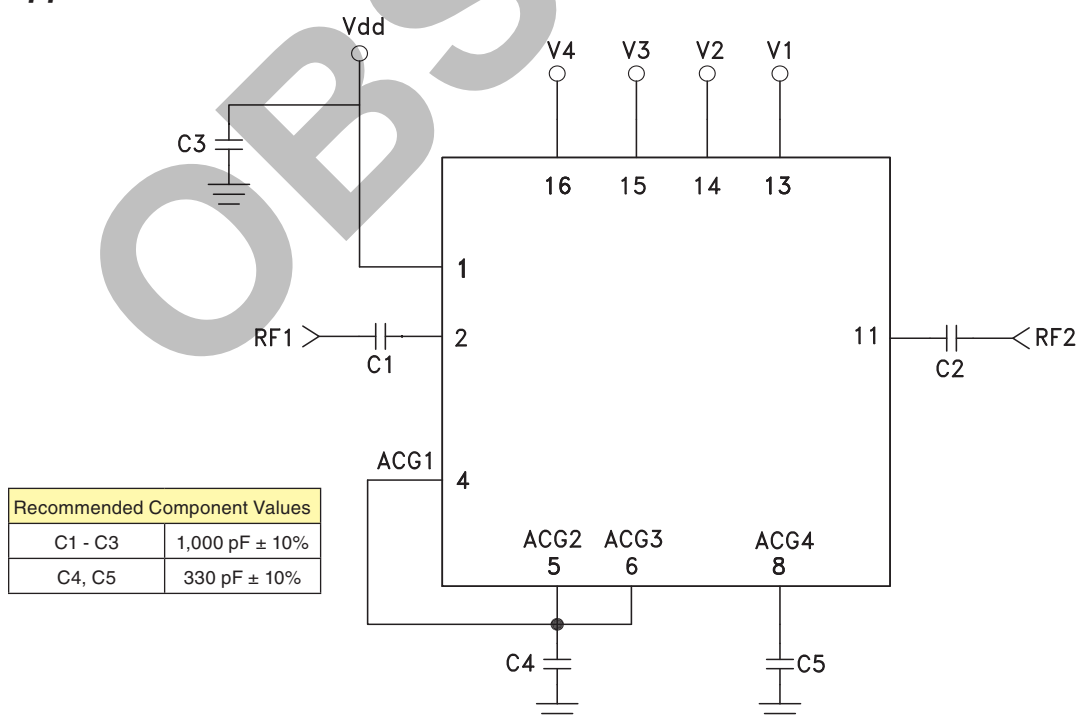 Vdd
V4 V3 V2 V1
C3
16 15 14 13
1
RF1 C1 2
11 C2 RF2
ACG1 4
Recommended Component Values
C1 - C3 1,000 pF ± 10%
C4, C5 330 pF ± 10%
ACG2 ACG3 ACG4
5 6 8
C4 C5